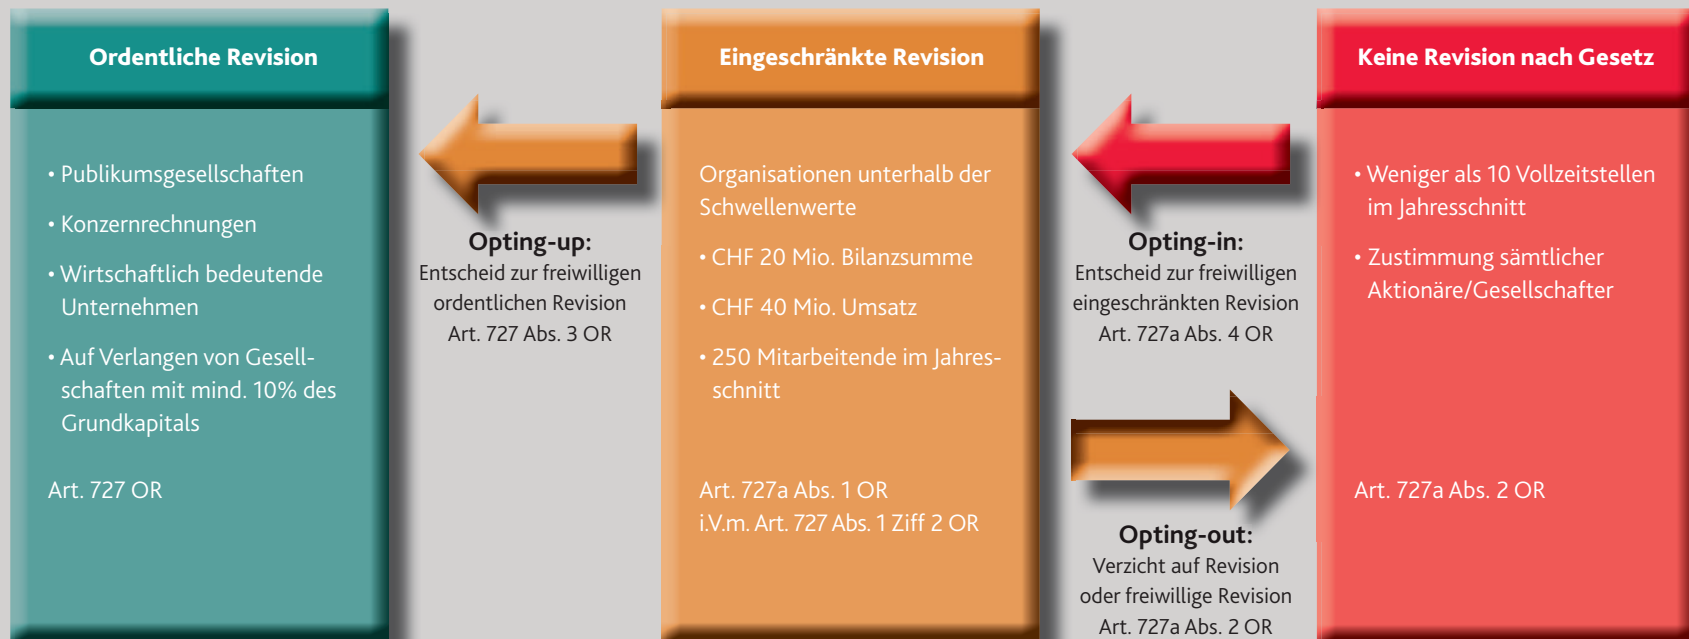 Ordentliche Revision
• Publikumsgesellschaften
• Konzernrechnungen
• Wirtschaftlich bedeutende
Unternehmen
• Auf Verlangen von Gesell-
schaften mit mind. 10% des
Grundkapitals
Art. 727 OR
Opting-up:
Entscheid zur freiwilligen
ordentlichen Revision
Art. 727 Abs. 3 OR
Eingeschränkte Revision
Organisationen unterhalb der
Schwellenwerte
• CHF 20 Mio. Bilanzsumme
• CHF 40 Mio. Umsatz
• 250 Mitarbeitende im Jahres-
schnitt
Art. 727a Abs. 1 OR
i.V.m. Art. 727 Abs. 1 Ziff 2 OR
Opting-in:
Entscheid zur freiwilligen
eingeschränkten Revision
Art. 727a Abs. 4 OR
Opting-out:
Verzicht auf Revision
oder freiwillige Revision
Art. 727a Abs. 2 OR
Keine Revision nach Gesetz
• Weniger als 10 Vollzeitstellen
im Jahresschnitt
• Zustimmung sämtlicher
Aktionäre/Gesellschafter
Art. 727a Abs. 2 OR